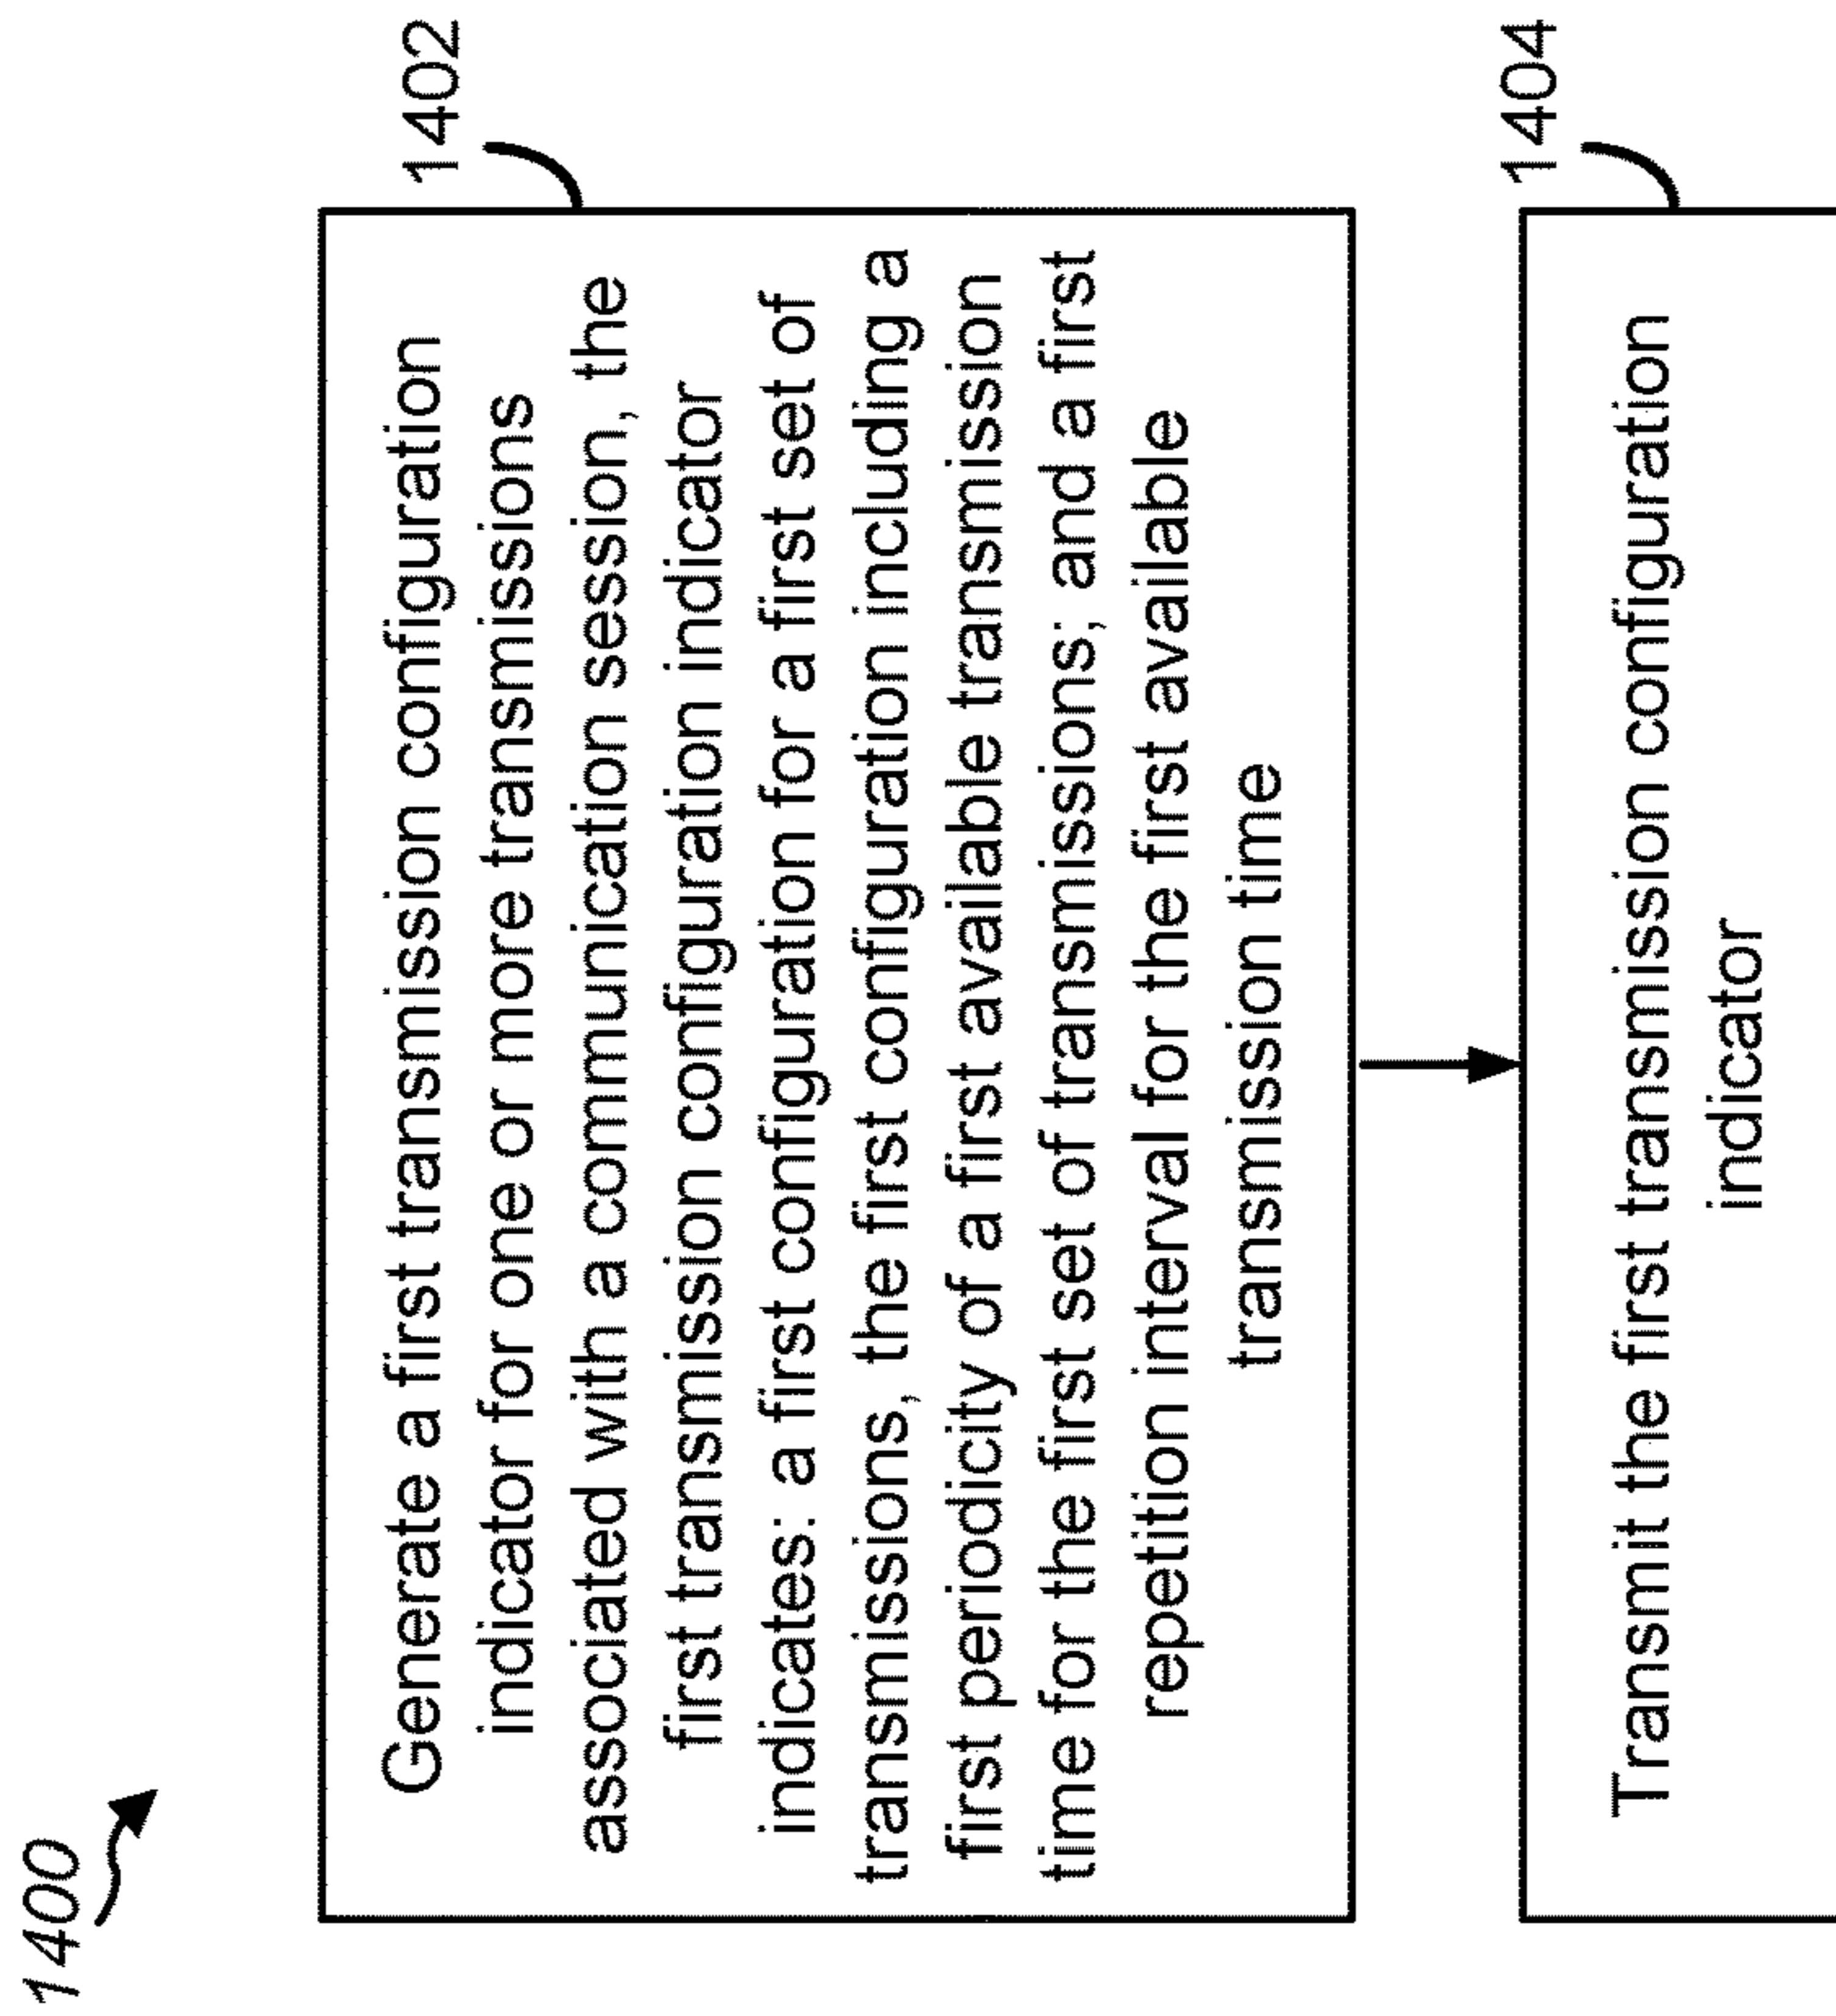 1400
1402
Generate a first transmission configuration
indicator for one or more transmissions
associated with a communication session, the
first transmission configuration indicator
indicates: a first configuration for a first set of
transmissions, the first configuration including a
first periodicity of a first available transmission
time for the first set of transmissions; and a first
repetition interval for the first available
transmission time
1404
Transmit the first transmission configuration
indicator